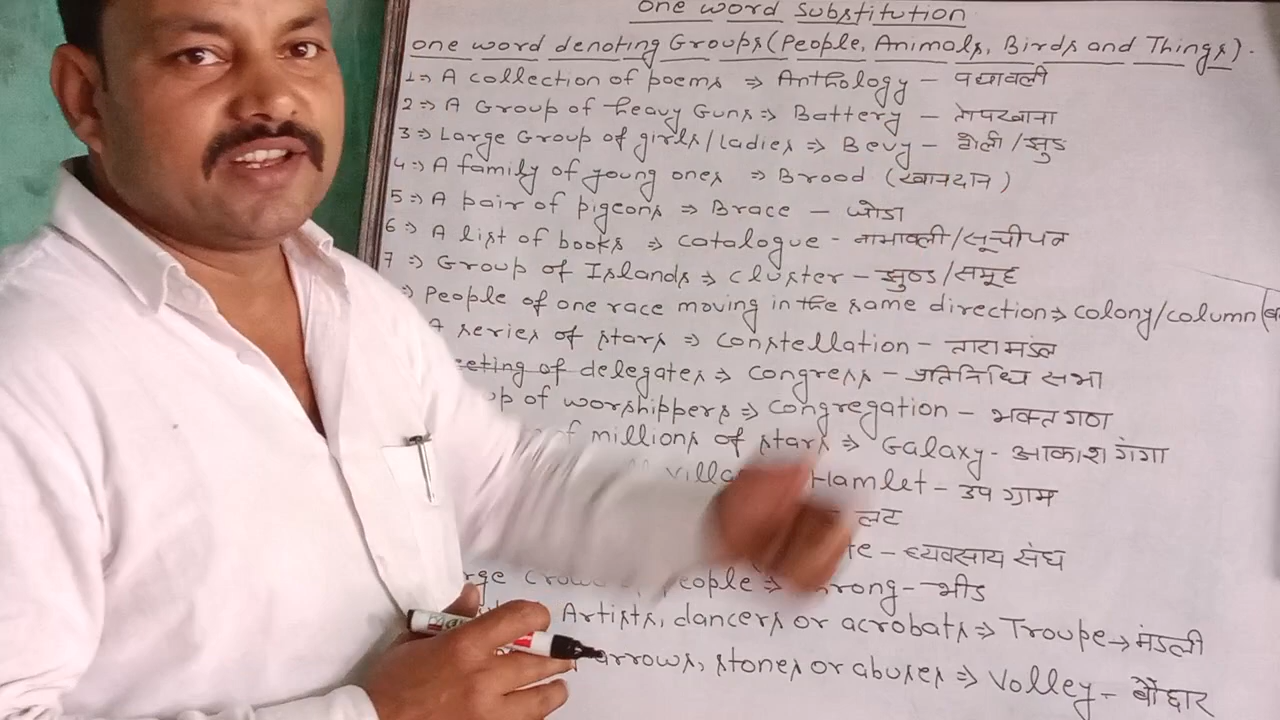 one word substitution
one word denoting Groups (People, Animals, Birds and Things).
1⇒ A collection of poems ⇒ Anthology – पद्यावली
2⇒ A Group of heavy Guns ⇒ Battery – तोपखाना
3⇒ Large Group of girls/ladies ⇒ Bevy – टोली/झुंड
4⇒ A family of young ones ⇒ Brood (खानदान)
5⇒ A pair of pigeons ⇒ Brace – जोडा
6⇒ A list of books ⇒ catalogue - नामावली/सूचीपत्र
7⇒ Group of Islands ⇒ cluster – झुण्ड/समूह
⇒ People of one race moving in the same direction ⇒ colony/column (
A series of stars ⇒ constellation – तारामंडल
eeting of delegates ⇒ congress – प्रतिनिधि सभा
up of worshippers ⇒ congregation – भक्तगण
of millions of stars ⇒ Galaxy - आकाश गंगा
Hamlet – उप ग्राम
लट
– व्यवसाय संघ
people ⇒ – भीड
Artists, dancers or acrobats ⇒ Troupe → मंडली
arrows, stones or abuses ⇒ Volley – बौछार